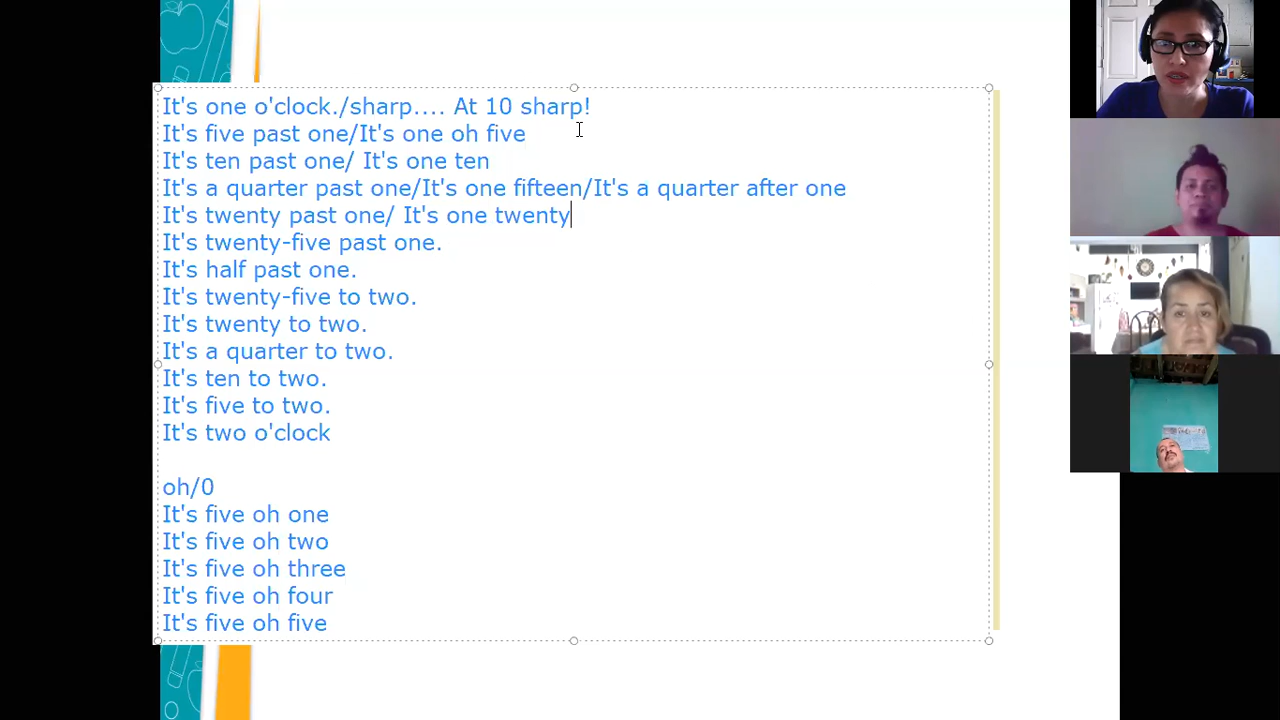 It's one o'clock./sharp.... At 10 sharp!
It's five past one/It's one oh five
It's ten past one/ It's one ten
It's a quarter past one/It's one fifteen/It's a quarter after one
It's twenty past one/ It's one twenty
It's twenty-five past one.
It's half past one.
It's twenty-five to two.
It's twenty to two.
It's a quarter to two.
It's ten to two.
It's five to two.
It's two o'clock
oh/0
It's five oh one
It's five oh two
It's five oh three
It's five oh four
It's five oh five